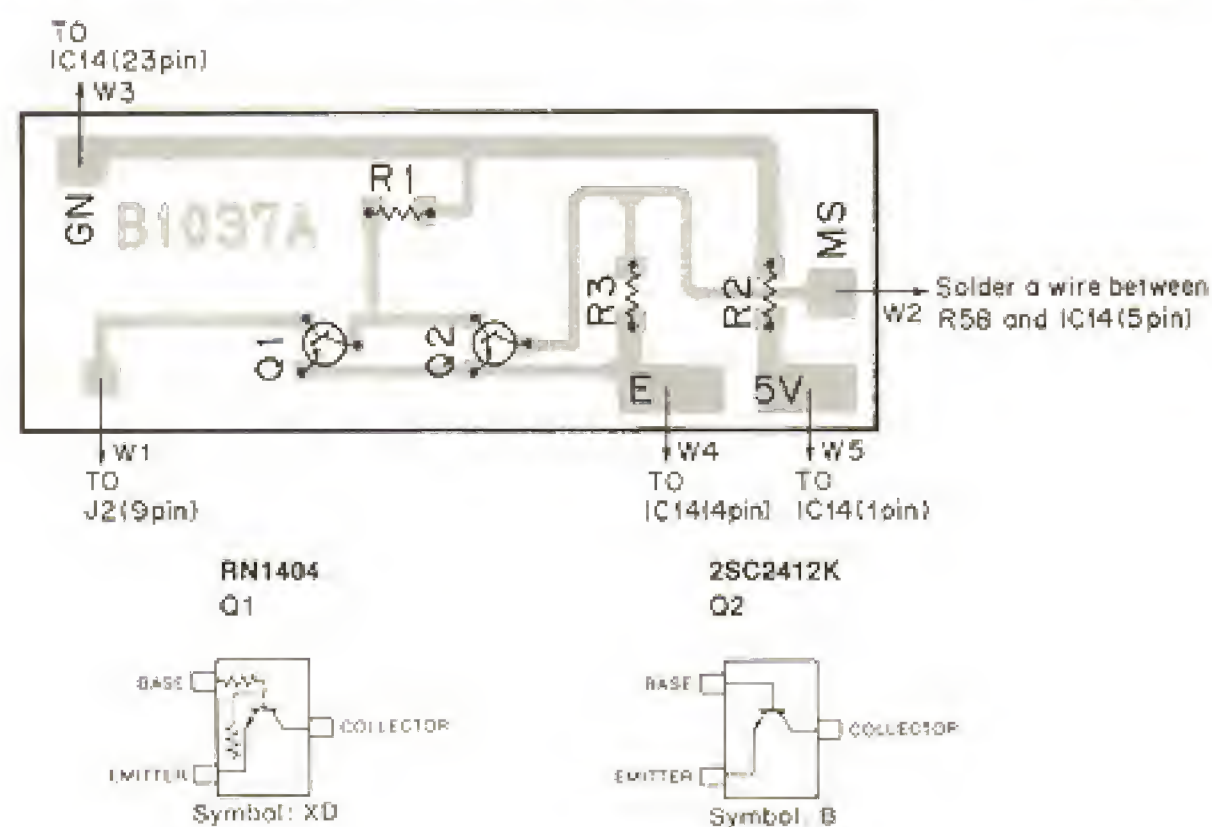 TO
IC14(23pin)
W3
GN
B1037A
R1
Q1
Q2
R3
R2
MS
W2
Solder a wire between
R58 and IC14(5pin)
E
5V
W1
TO
J2(9pin)
W4
TO
IC14(4pin)
W5
TO
IC14(1pin)
RN1404
Q1
BASE
COLLECTOR
EMITTER
Symbol: XD
2SC2412K
Q2
BASE
COLLECTOR
EMITTER
Symbol: B